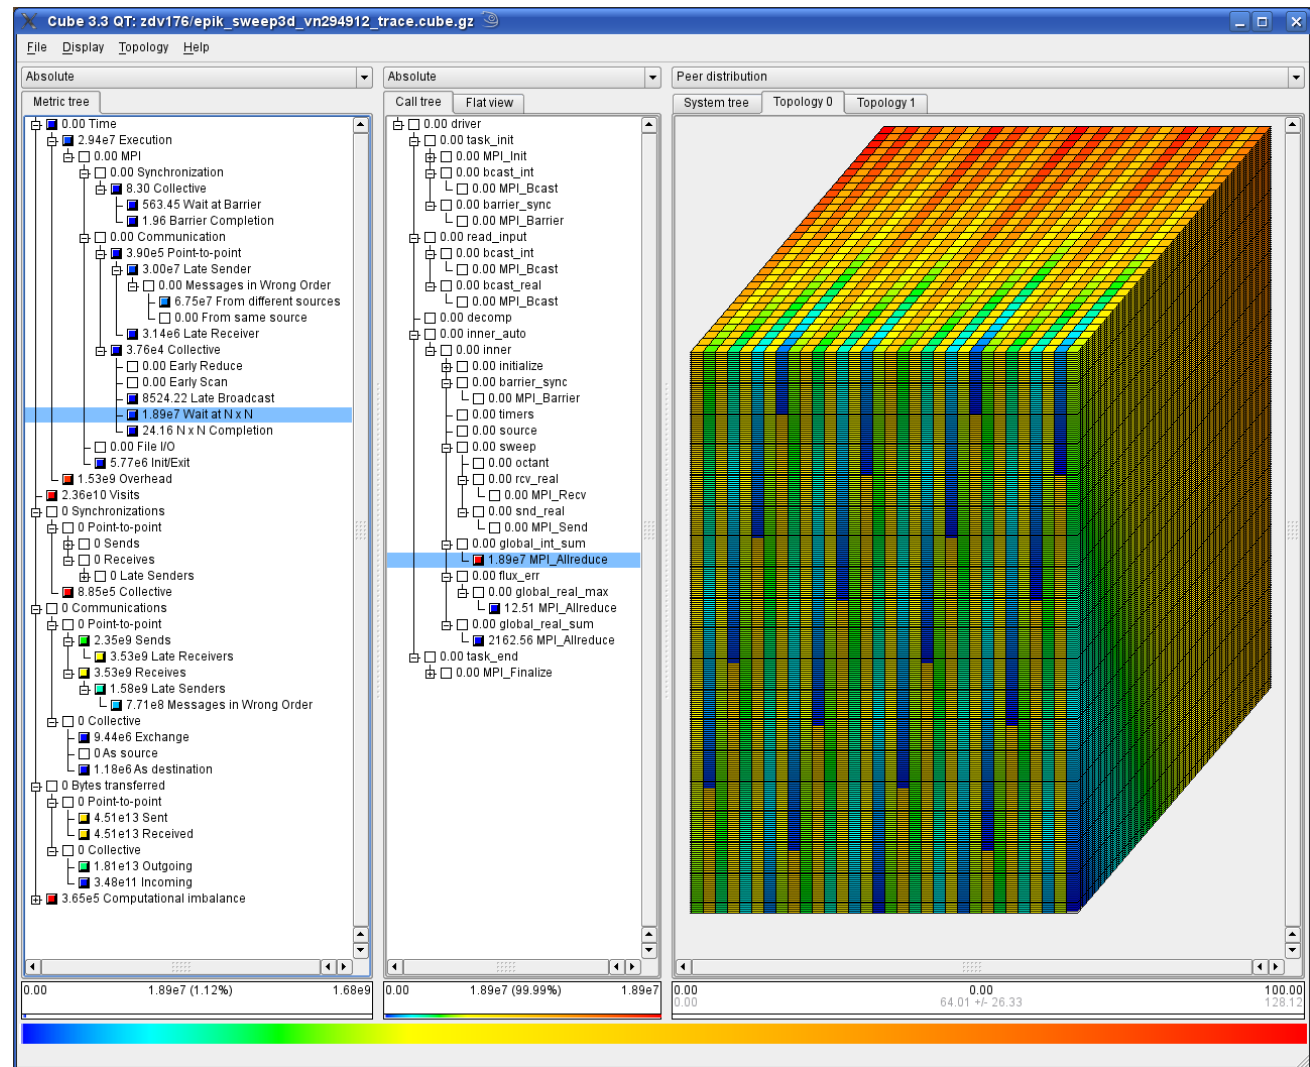 Cube 3.3 QT: zdv176/epik_sweep3d_vn294912_trace.cube.gz
File Display Topology Help
Absolute
Absolute
Peer distribution
Metric tree
Call tree Flat view
System tree Topology 0 Topology 1
0.00 Time
2.94e7 Execution
0.00 MPI
0.00 Synchronization
8.30 Collective
563.45 Wait at Barrier
1.96 Barrier Completion
0.00 Communication
3.90e5 Point-to-point
3.00e7 Late Sender
0.00 Messages in Wrong Order
6.75e7 From different sources
0.00 From same source
3.14e6 Late Receiver
3.76e4 Collective
0.00 Early Reduce
0.00 Early Scan
8524.22 Late Broadcast
1.89e7 Wait at N x N
24.16 N x N Completion
0.00 File I/O
5.77e6 Init/Exit
1.53e9 Overhead
2.36e10 Visits
0 Synchronizations
0 Point-to-point
0 Sends
0 Receives
0 Late Senders
8.85e5 Collective
0 Communications
0 Point-to-point
2.35e9 Sends
3.53e9 Late Receivers
3.53e9 Receives
1.58e9 Late Senders
7.71e8 Messages in Wrong Order
0 Collective
9.44e6 Exchange
0 As source
1.18e6 As destination
0 Bytes transferred
0 Point-to-point
4.51e13 Sent
4.51e13 Received
0 Collective
1.81e13 Outgoing
3.48e11 Incoming
3.65e5 Computational imbalance
0.00 driver
0.00 task_init
0.00 MPI_Init
0.00 bcast_int
0.00 MPI_Bcast
0.00 barrier_sync
0.00 MPI_Barrier
0.00 read_input
0.00 bcast_int
0.00 MPI_Bcast
0.00 bcast_real
0.00 MPI_Bcast
0.00 decomp
0.00 inner_auto
0.00 inner
0.00 initialize
0.00 barrier_sync
0.00 MPI_Barrier
0.00 timers
0.00 source
0.00 sweep
0.00 octant
0.00 rcv_real
0.00 MPI_Recv
0.00 snd_real
0.00 MPI_Send
0.00 global_int_sum
1.89e7 MPI_Allreduce
0.00 flux_err
0.00 global_real_max
12.51 MPI_Allreduce
0.00 global_real_sum
2162.56 MPI_Allreduce
0.00 task_end
0.00 MPI_Finalize
0.00 1.89e7 (1.12%) 1.68e9
0.00 1.89e7 (99.99%) 1.89e7
0.00 0.00 100.00
0.00 64.01 +/- 26.33 128.12